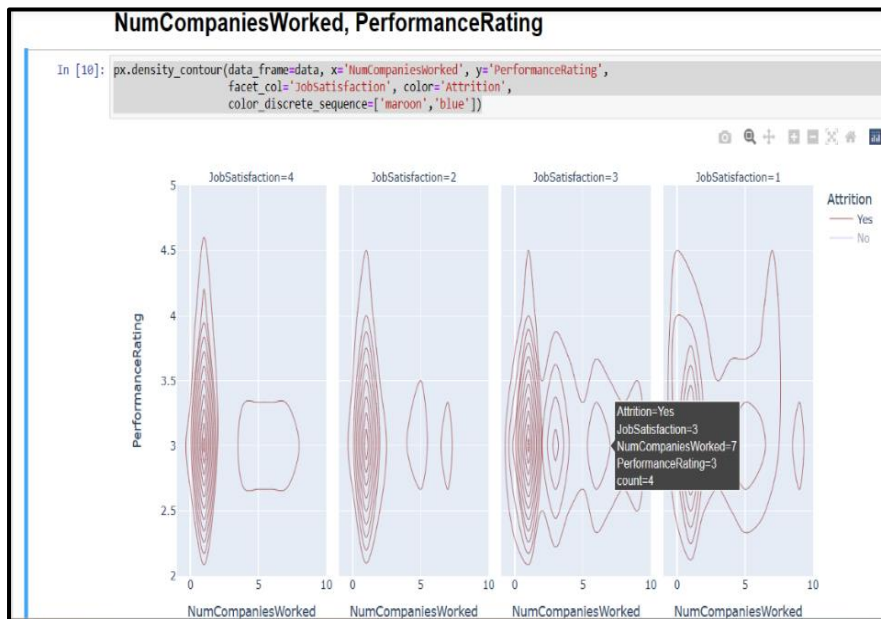 NumCompaniesWorked, PerformanceRating
In [10]: px.density_contour(data_frame=data, x='NumCompaniesWorked', y='PerformanceRating',
facet_col='JobSatisfaction', color='Attrition',
color_discrete_sequence=['maroon','blue'])
JobSatisfaction=4 JobSatisfaction=2 JobSatisfaction=3 JobSatisfaction=1
Attrition
Yes
No
5
4.5
4
3.5
3
2.5
2
PerformanceRating
Attrition=Yes
JobSatisfaction=3
NumCompaniesWorked=7
PerformanceRating=3
count=4
0 5 10 0 5 10 0 5 10 0 5 10
NumCompaniesWorked NumCompaniesWorked NumCompaniesWorked NumCompaniesWorked